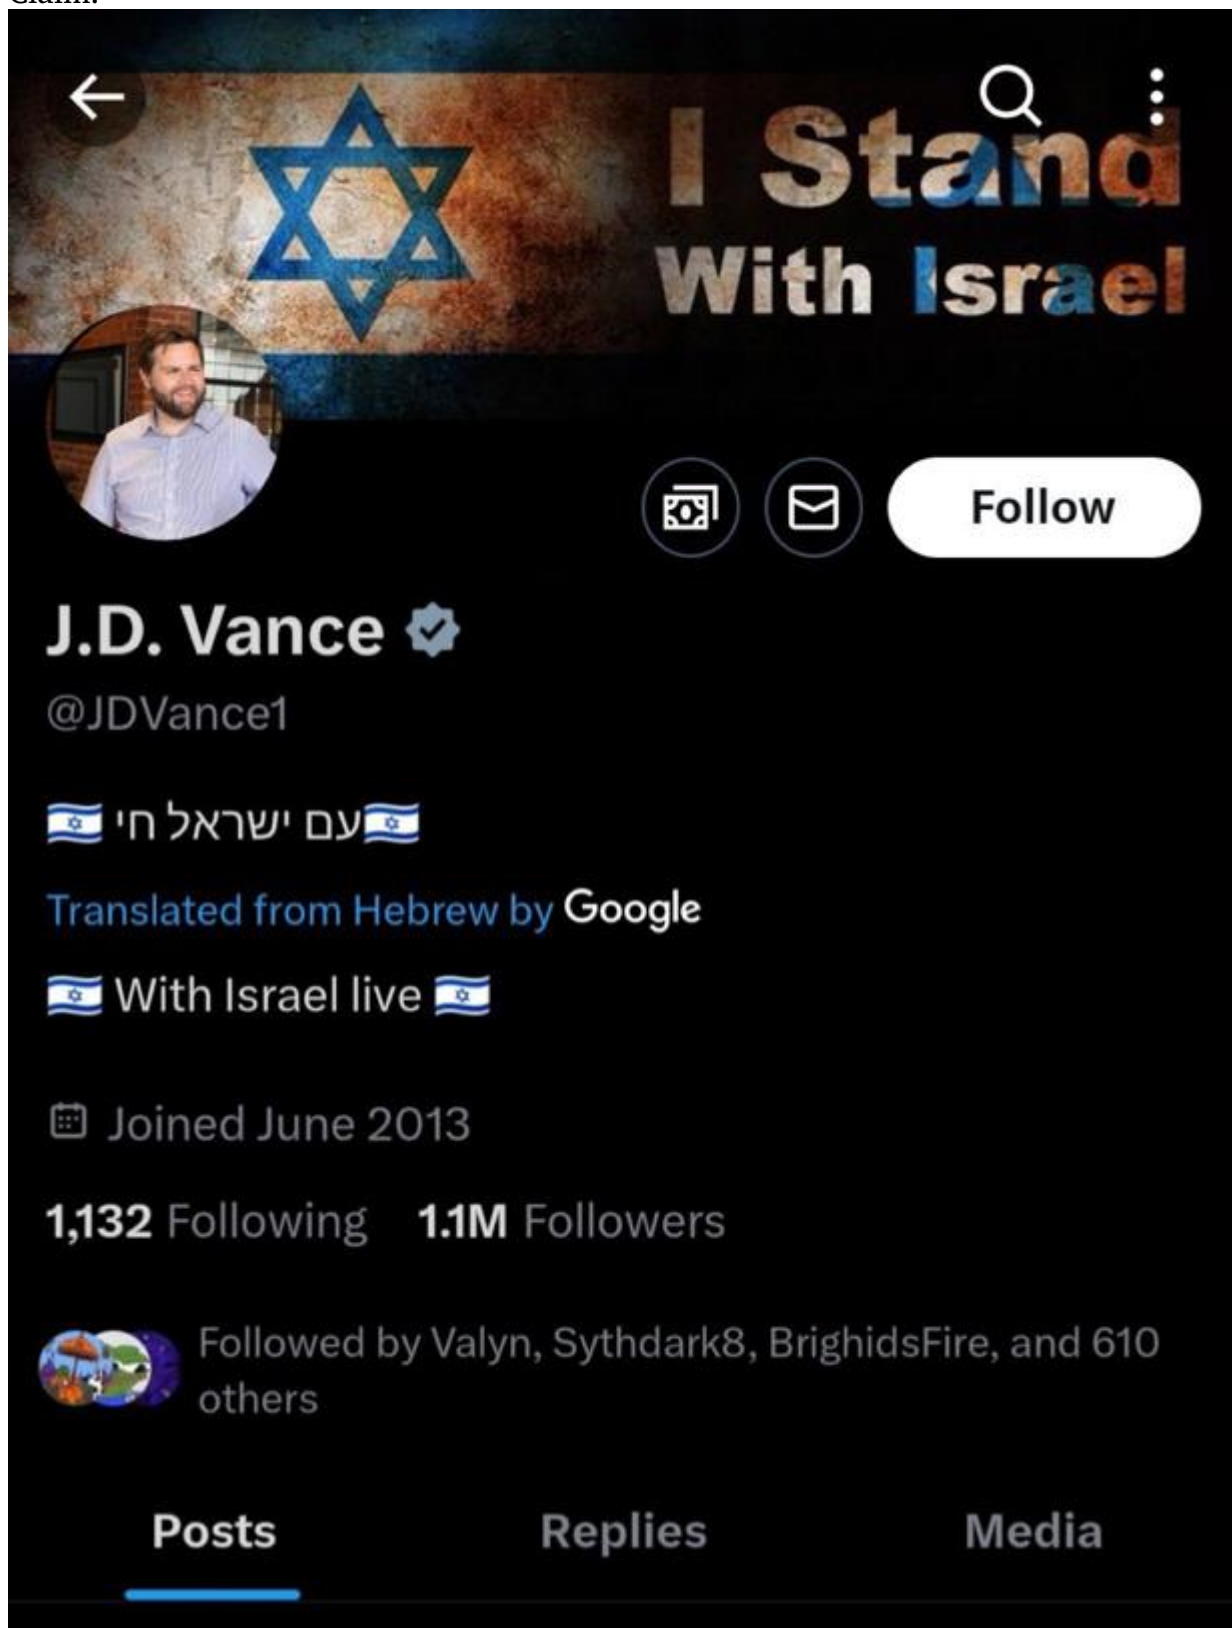 Claim:
I Stand
With Israel
Follow
J.D. Vance
@JDVance1
🇮🇱עם ישראל חי 🇮🇱
Translated from Hebrew by Google
🇮🇱 With Israel live 🇮🇱
Joined June 2013
1,132 Following 1.1M Followers
Followed by Valyn, Sythdark8, BrighidsFire, and 610
others
Posts Replies Media